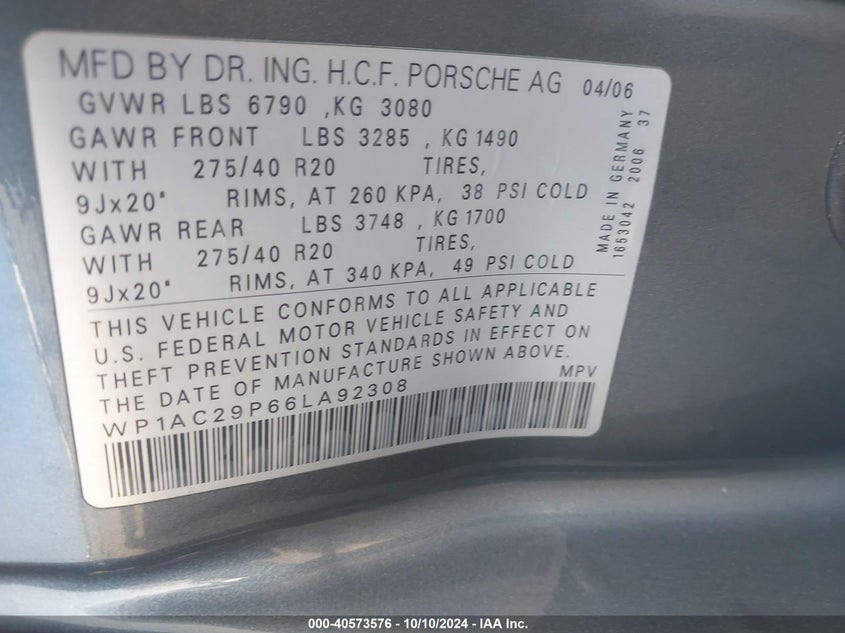 MFD BY DR. ING. H.C.F. PORSCHE AG 04/06
GVWR LBS 6790 ,KG 3080
GAWR FRONT LBS 3285 , KG 1490
WITH 275/40 R20 TIRES,
9Jx20" RIMS, AT 260 KPA, 38 PSI COLD
GAWR REAR LBS 3748 , KG 1700
WITH 275/40 R20 TIRES,
9Jx20" RIMS, AT 340 KPA, 49 PSI COLD
THIS VEHICLE CONFORMS TO ALL APPLICABLE
U.S. FEDERAL MOTOR VEHICLE SAFETY AND
THEFT PREVENTION STANDARDS IN EFFECT ON
THE DATE OF MANUFACTURE SHOWN ABOVE.
WP1AC29P66LA92308 MPV
MADE IN GERMANY
1653042 2006 37
000-40573576 - 10/10/2024 - IAA Inc.